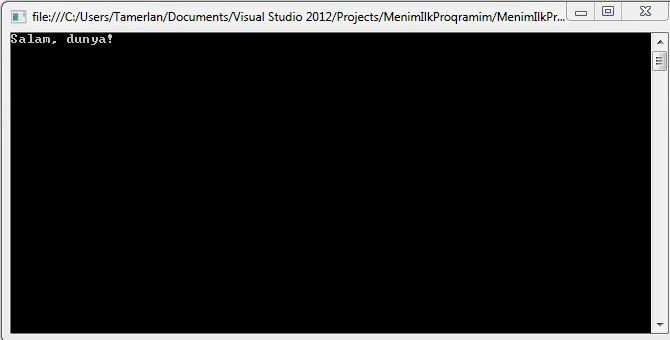 file:///C:/Users/Tamerlan/Documents/Visual Studio 2012/Projects/MenimIlkProqramim/MenimIlkPr...
Salam, dunya!